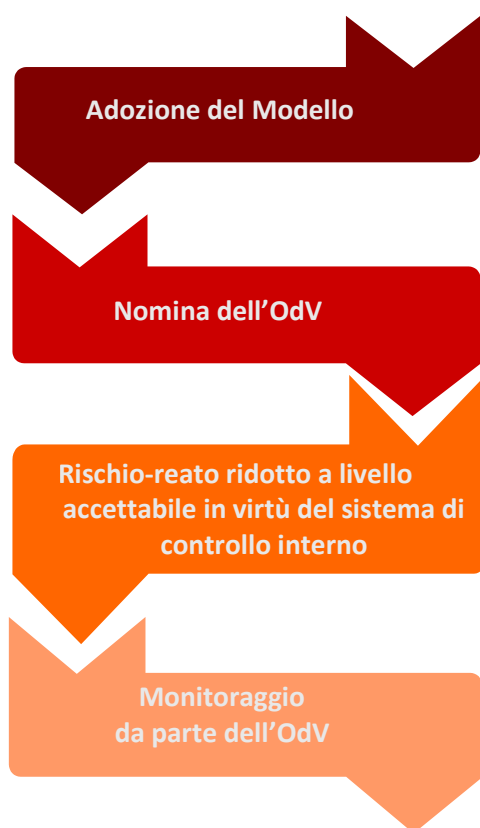 Adozione del Modello
Nomina dell’OdV
Rischio-reato ridotto a livello
accettabile in virtù del sistema di
controllo interno
Monitoraggio
da parte dell’OdV